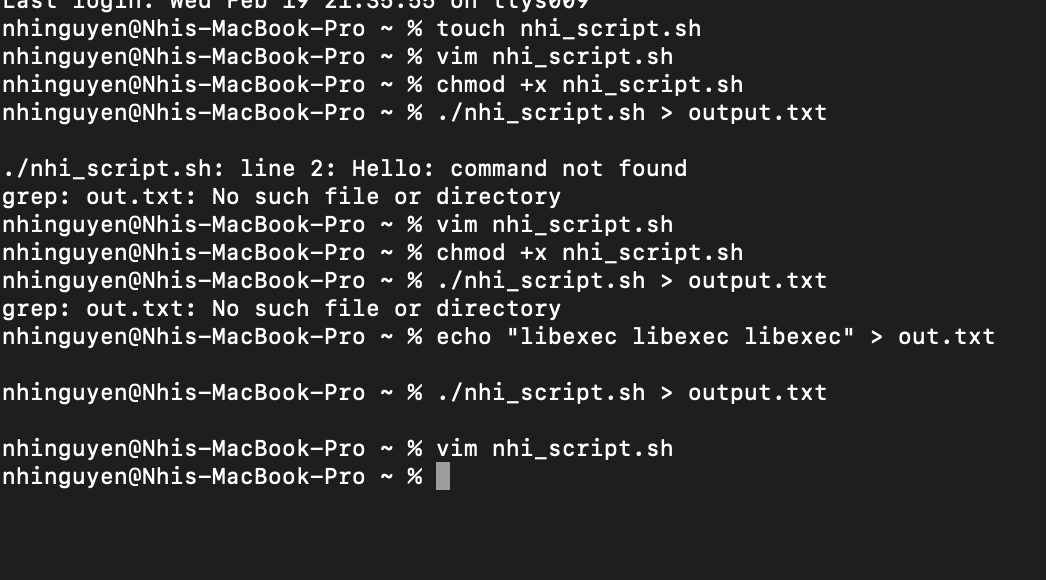 Last login: Wed Feb 19 21:35:55 on ttys009
nhinguyen@Nhis-MacBook-Pro ~ % touch nhi_script.sh
nhinguyen@Nhis-MacBook-Pro ~ % vim nhi_script.sh
nhinguyen@Nhis-MacBook-Pro ~ % chmod +x nhi_script.sh
nhinguyen@Nhis-MacBook-Pro ~ % ./nhi_script.sh > output.txt
./nhi_script.sh: line 2: Hello: command not found
grep: out.txt: No such file or directory
nhinguyen@Nhis-MacBook-Pro ~ % vim nhi_script.sh
nhinguyen@Nhis-MacBook-Pro ~ % chmod +x nhi_script.sh
nhinguyen@Nhis-MacBook-Pro ~ % ./nhi_script.sh > output.txt
grep: out.txt: No such file or directory
nhinguyen@Nhis-MacBook-Pro ~ % echo "libexec libexec libexec" > out.txt
nhinguyen@Nhis-MacBook-Pro ~ % ./nhi_script.sh > output.txt
nhinguyen@Nhis-MacBook-Pro ~ % vim nhi_script.sh
nhinguyen@Nhis-MacBook-Pro ~ %